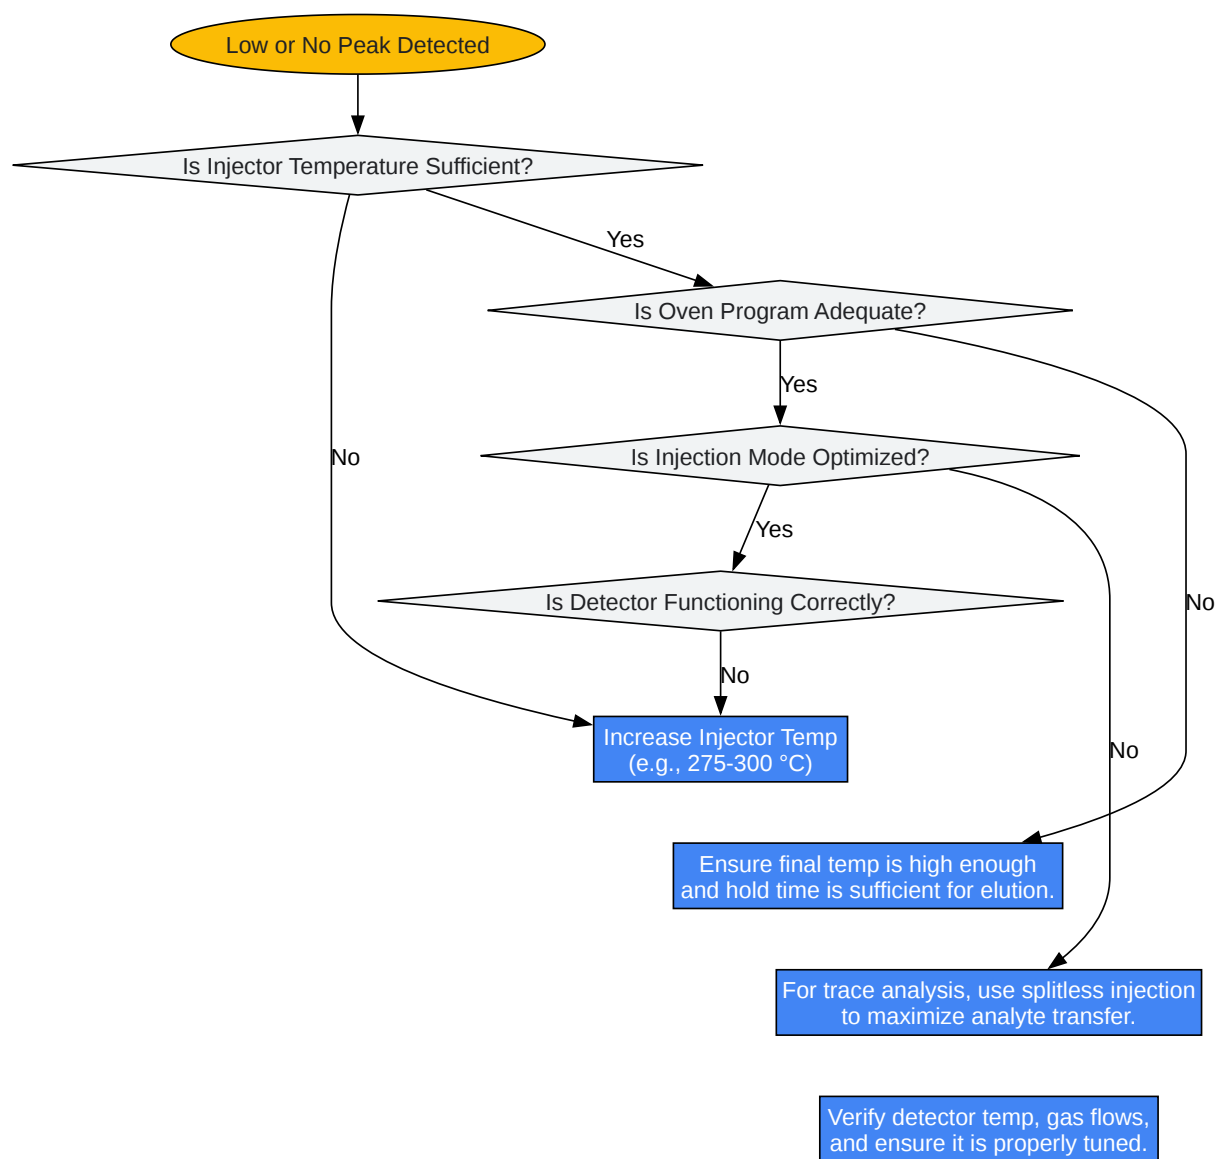 Low or No Peak Detected
Is Injector Temperature Sufficient?
Yes
Is Oven Program Adequate?
Yes
No
Is Injection Mode Optimized?
Yes
Is Detector Functioning Correctly?
No
No
Increase Injector Temp
(e.g., 275-300 °C)
No
Ensure final temp is high enough
and hold time is sufficient for elution.
For trace analysis, use splitless injection
to maximize analyte transfer.
Verify detector temp, gas flows,
and ensure it is properly tuned.